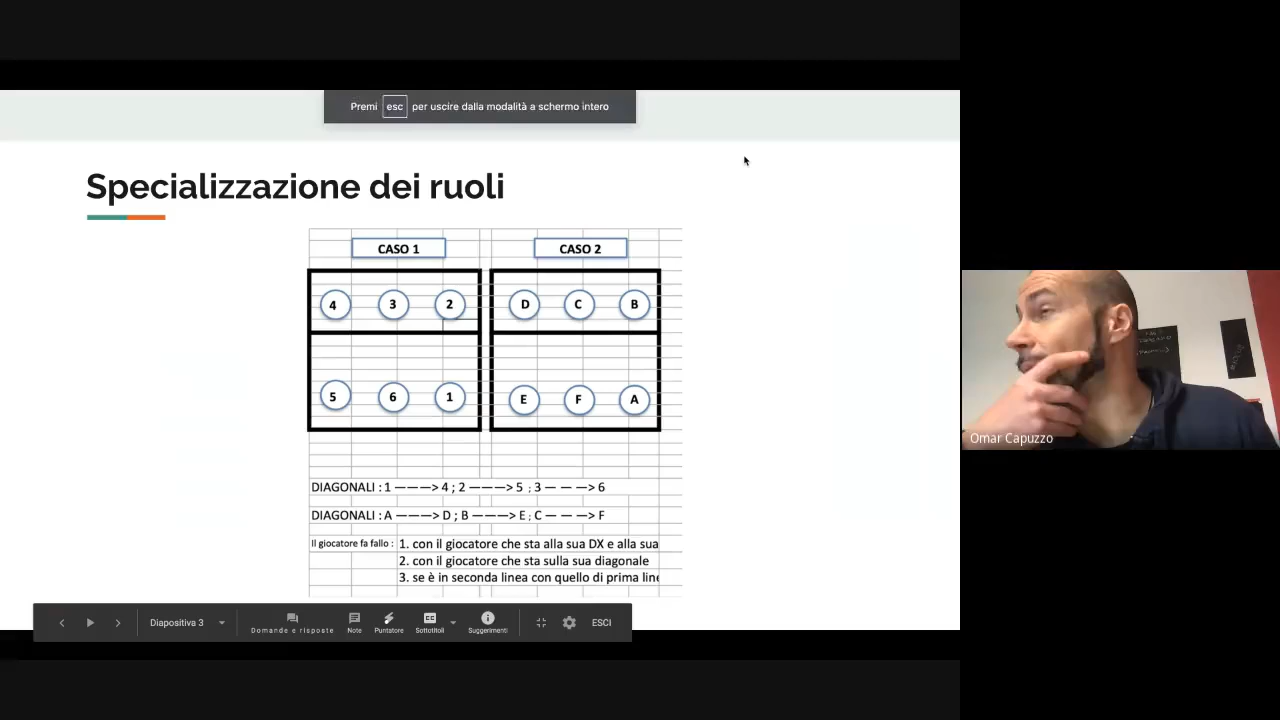 Premi esc per uscire dalla modalità a schermo intero
Specializzazione dei ruoli
CASO 1
CASO 2
4 3 2
D C B
5 6 1
E F A
DIAGONALI : 1 ———> 4 ; 2 ———> 5 ; 3 — — —> 6
DIAGONALI : A ———> D ; B ———> E ; C — — —> F
Il giocatore fa fallo :
1. con il giocatore che sta alla sua DX e alla sua
2. con il giocatore che sta sulla sua diagonale
3. se è in seconda linea con quello di prima
Diapositiva 3
Domande e risposte
Note
Puntatore
Sottotitoli
Suggerimenti
ESCI
Omar Capuzzo